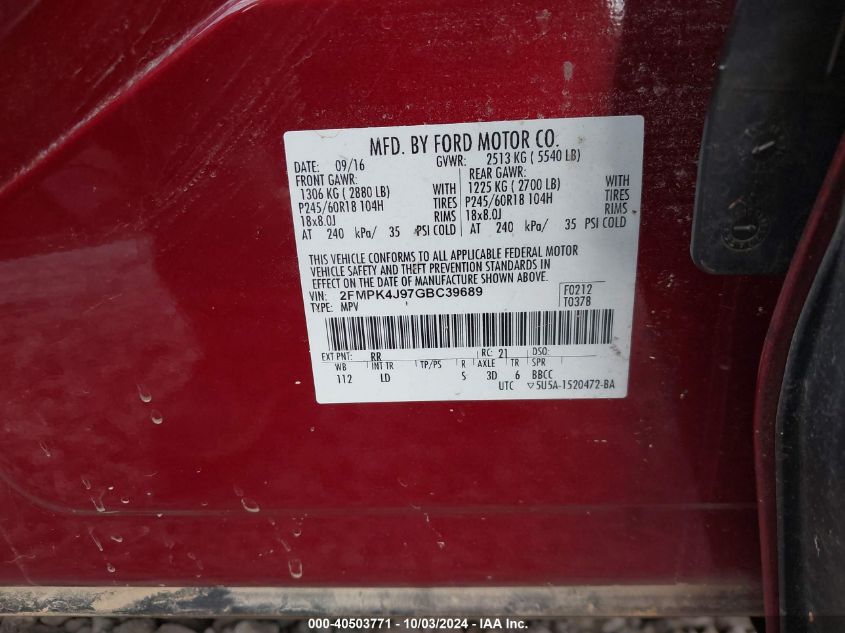 MFD. BY FORD MOTOR CO.
DATE: 09/16 GVWR: 2513 KG ( 5540 LB)
FRONT GAWR: REAR GAWR:
1306 KG ( 2880 LB) WITH 1225 KG ( 2700 LB) WITH
P245/60R18 104H TIRES P245/60R18 104H TIRES
18x8.0J RIMS 18x8.0J RIMS
AT 240 kPa/ 35 PSI COLD AT 240 kPa/ 35 PSI COLD
THIS VEHICLE CONFORMS TO ALL APPLICABLE FEDERAL MOTOR
VEHICLE SAFETY AND THEFT PREVENTION STANDARDS IN
EFFECT ON THE DATE OF MANUFACTURE SHOWN ABOVE.
VIN: 2FMPK4J97GBC39689 F0212
TYPE: MPV T0378
EXT PNT: RR RC: 21 DSO:
WB INT TR TP/PS R AXLE TR SPR
112 LD S 3D 6 BBCC
UTC ▽5U5A-1520472-BA
000-40503771 - 10/03/2024 - IAA Inc.